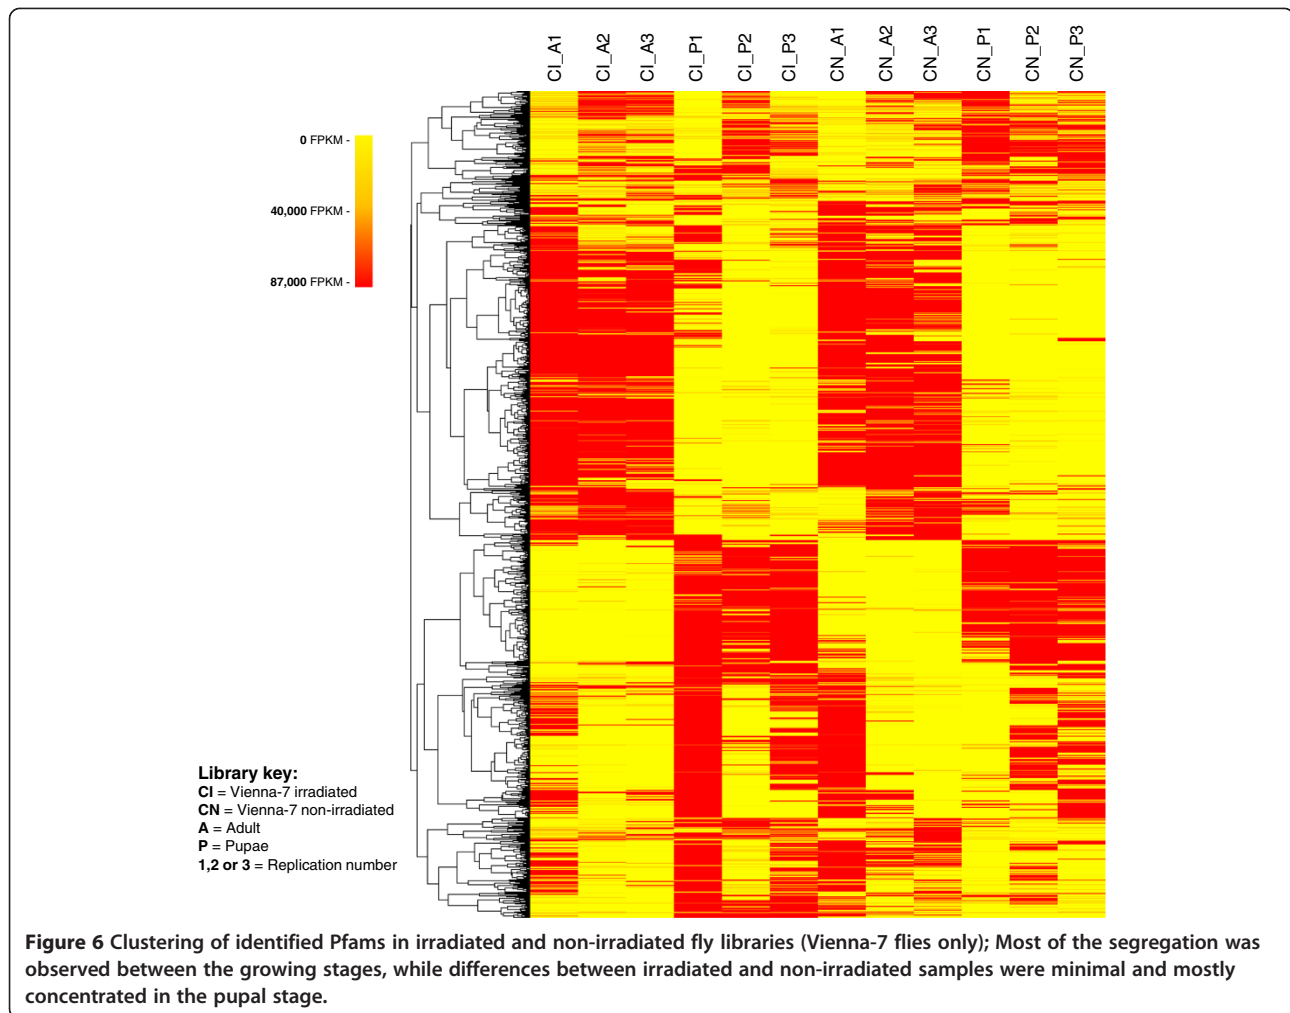 CI_A1
CI_A2
CI_A3
CI_P1
CI_P2
CI_P3
CN_A1
CN_A2
CN_A3
CN_P1
CN_P2
CN_P3
0 FPKM -
40,000 FPKM -
87,000 FPKM -
Library key:
CI = Vienna-7 irradiated
CN = Vienna-7 non-irradiated
A = Adult
P = Pupae
1,2 or 3 = Replication number
Figure 6 Clustering of identified Pfams in irradiated and non-irradiated fly libraries (Vienna-7 flies only); Most of the segregation was
observed between the growing stages, while differences between irradiated and non-irradiated samples were minimal and mostly
concentrated in the pupal stage.